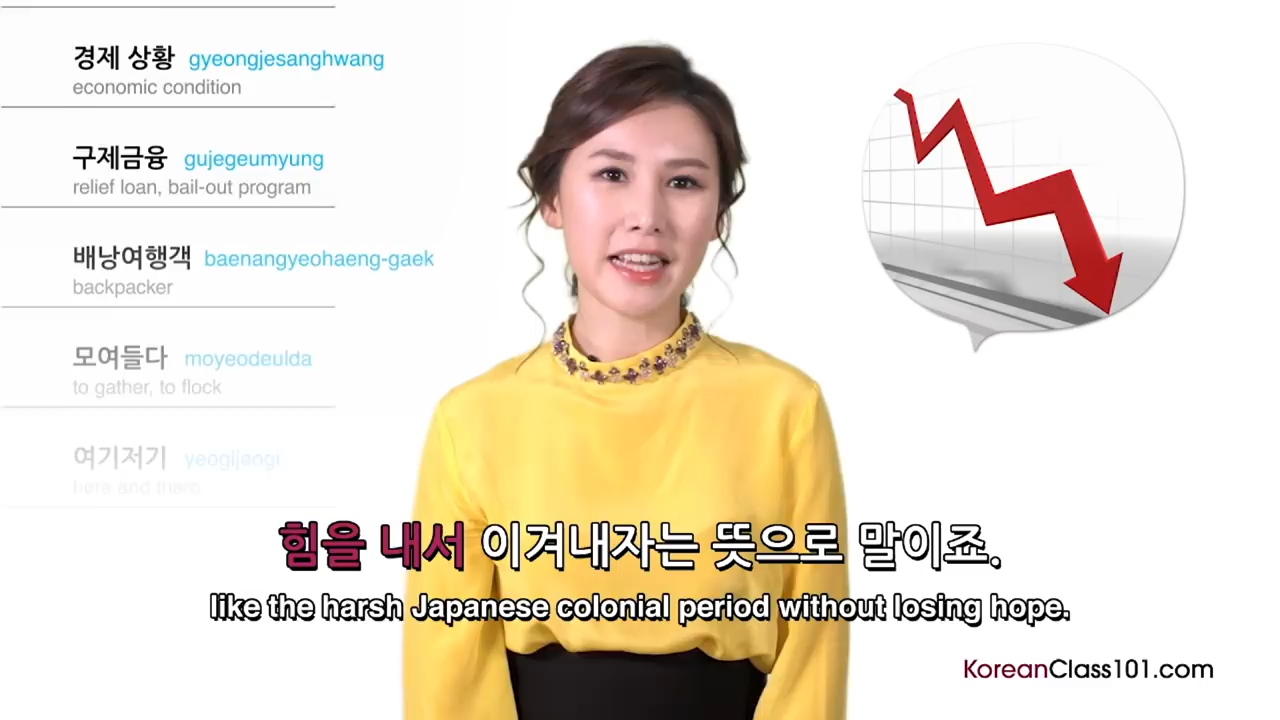 경제 상황 gyeongjesanghwang
economic condition
구제금융 gujegeumyung
relief loan, bail-out program
배낭여행객 baenangyeohaeng-gaek
backpacker
모여들다 moyeodeulda
to gather, to flock
여기저기 yeogijeogi
here and there
힘을 내서 이겨내자는 뜻으로 말이죠.
like the harsh Japanese colonial period without losing hope.
KoreanClass101.com